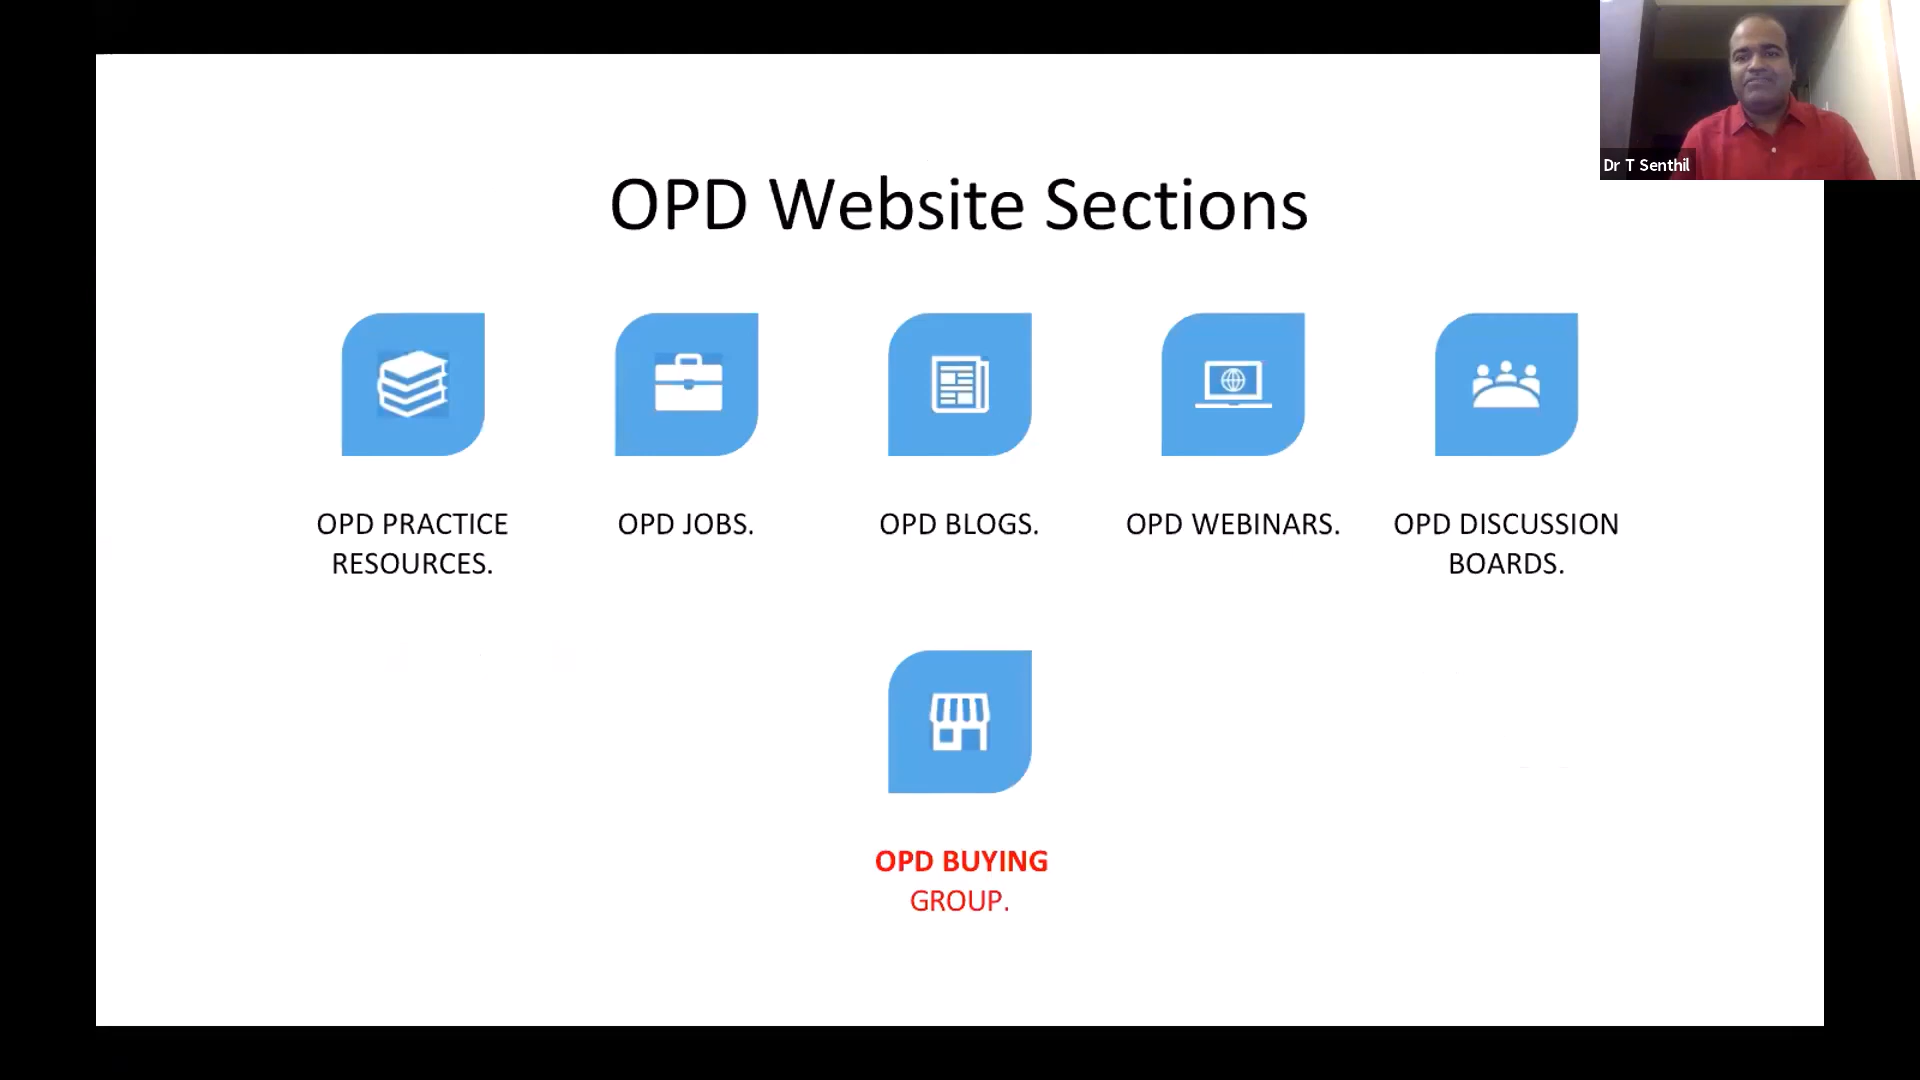 Dr T Senthil
OPD Website Sections
OPD PRACTICE
RESOURCES.
OPD JOBS.
OPD BLOGS.
OPD WEBINARS.
OPD DISCUSSION
BOARDS.
OPD BUYING
GROUP.